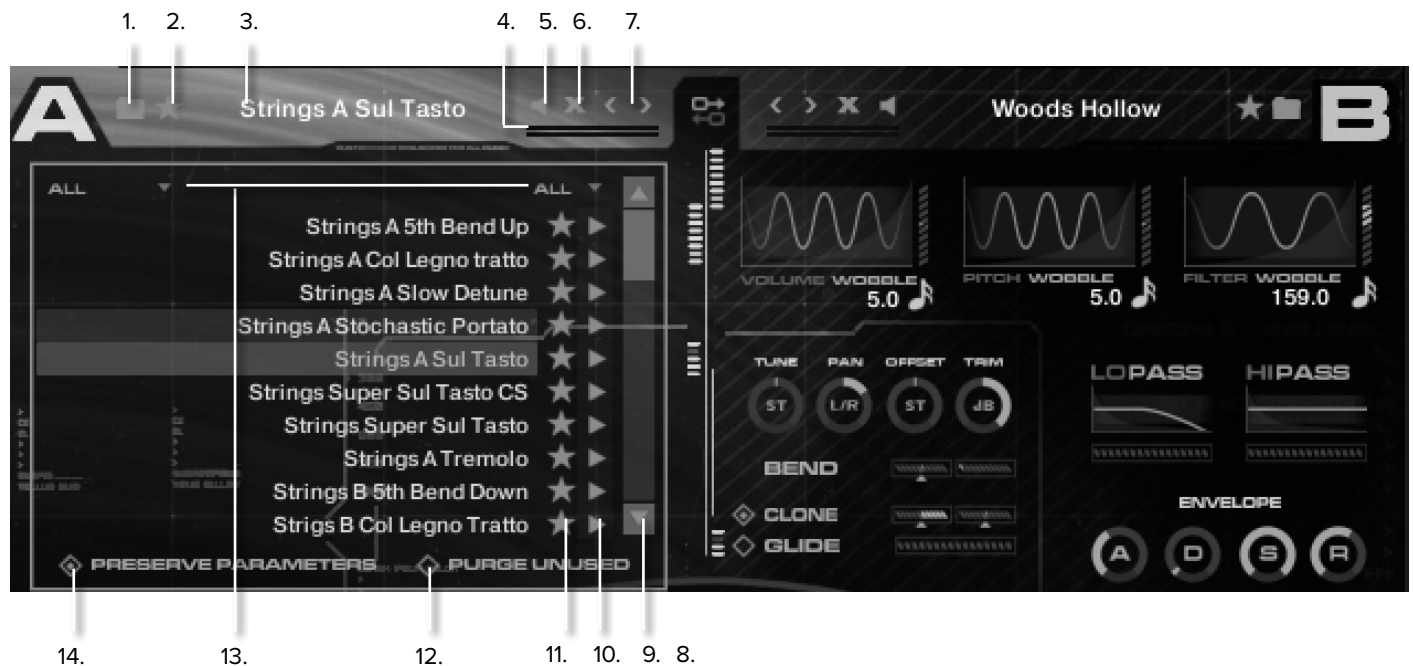 1. 2. 3. 4. 5. 6. 7.
A Strings A Sul Tasto Woods Hollow B
ALL ALL
Strings A 5th Bend Up
Strings A Col Legno tratto
Strings A Slow Detune
Strings A Stochastic Portato
Strings A Sul Tasto
Strings Super Sul Tasto CS
Strings Super Sul Tasto
Strings A Tremolo
Strings B 5th Bend Down
Strigs B Col Legno Tratto
PRESERVE PARAMETERS PURGE UNUSED
VOLUME WOBBLE PITCH WOBBLE FILTER WOBBLE
5.0 5.0 159.0
TUNE PAN OFFSET TRIM
ST L/R ST dB
LOPASS HIPASS
BEND
CLONE
GLIDE
ENVELOPE
A D S R
14. 13. 12. 11. 10. 9. 8.